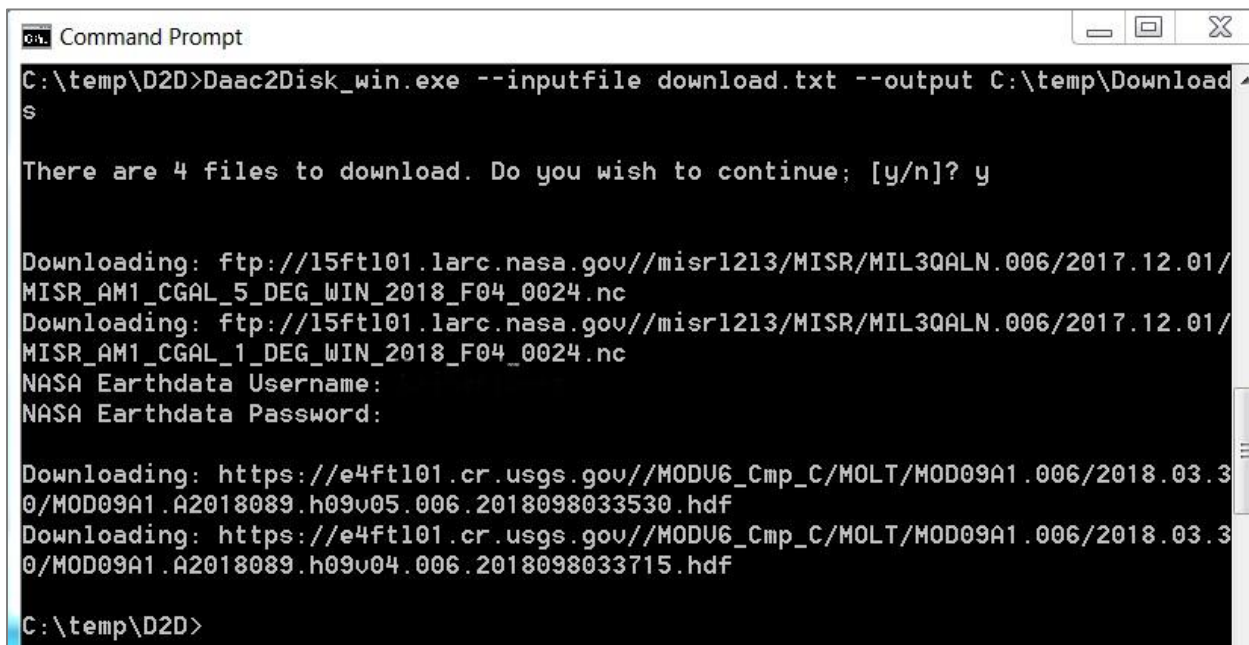 Command Prompt
C:\temp\D2D>Daac2Disk_win.exe --inputfile download.txt --output C:\temp\Download
s
There are 4 files to download. Do you wish to continue; [y/n]? y
Downloading: ftp://l5ftl01.larc.nasa.gov//misrl2l3/MISR/MIL3QALN.006/2017.12.01/
MISR_AM1_CGAL_5_DEG_WIN_2018_F04_0024.nc
Downloading: ftp://l5ftl01.larc.nasa.gov//misrl2l3/MISR/MIL3QALN.006/2017.12.01/
MISR_AM1_CGAL_1_DEG_WIN_2018_F04_0024.nc
NASA Earthdata Username:
NASA Earthdata Password:
Downloading: https://e4ftl01.cr.usgs.gov//MODV6_Cmp_C/MOLT/MOD09A1.006/2018.03.3
0/MOD09A1.A2018089.h09v05.006.2018098033530.hdf
Downloading: https://e4ftl01.cr.usgs.gov//MODV6_Cmp_C/MOLT/MOD09A1.006/2018.03.3
0/MOD09A1.A2018089.h09v04.006.2018098033715.hdf
C:\temp\D2D>